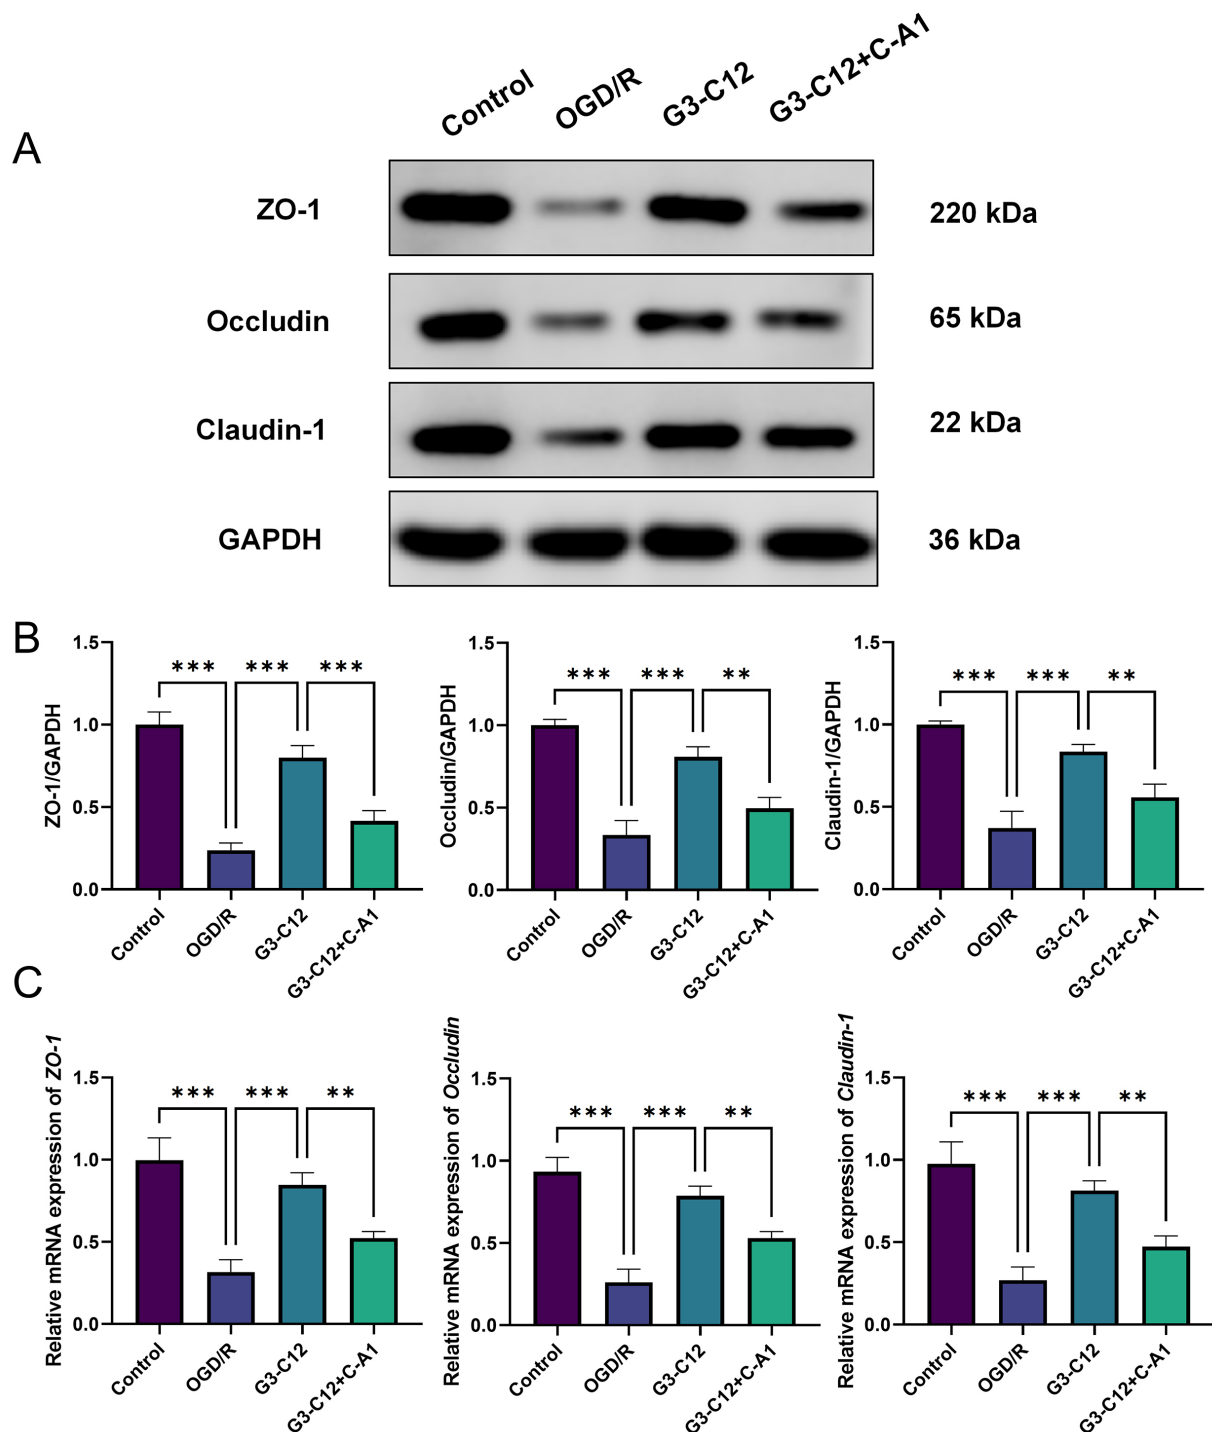 Control
OGD/R
G3-C12
G3-C12+C-A1
A
ZO-1
220 kDa
Occludin
65 kDa
Claudin-1
22 kDa
GAPDH
36 kDa
B
ZO-1/GAPDH
1.5
1.0
0.5
0.0
*** *** ***
Control
OGD/R
G3-C12
G3-C12+C-A1
Occludin/GAPDH
1.5
1.0
0.5
0.0
*** *** **
Control
OGD/R
G3-C12
G3-C12+C-A1
Claudin-1/GAPDH
1.5
1.0
0.5
0.0
*** *** **
Control
OGD/R
G3-C12
G3-C12+C-A1
C
Relative mRNA expression of ZO-1
1.5
1.0
0.5
0.0
*** *** **
Control
OGD/R
G3-C12
G3-C12+C-A1
Relative mRNA expression of Occludin
1.5
1.0
0.5
0.0
*** *** **
Control
OGD/R
G3-C12
G3-C12+C-A1
Relative mRNA expression of Claudin-1
1.5
1.0
0.5
0.0
*** *** **
Control
OGD/R
G3-C12
G3-C12+C-A1